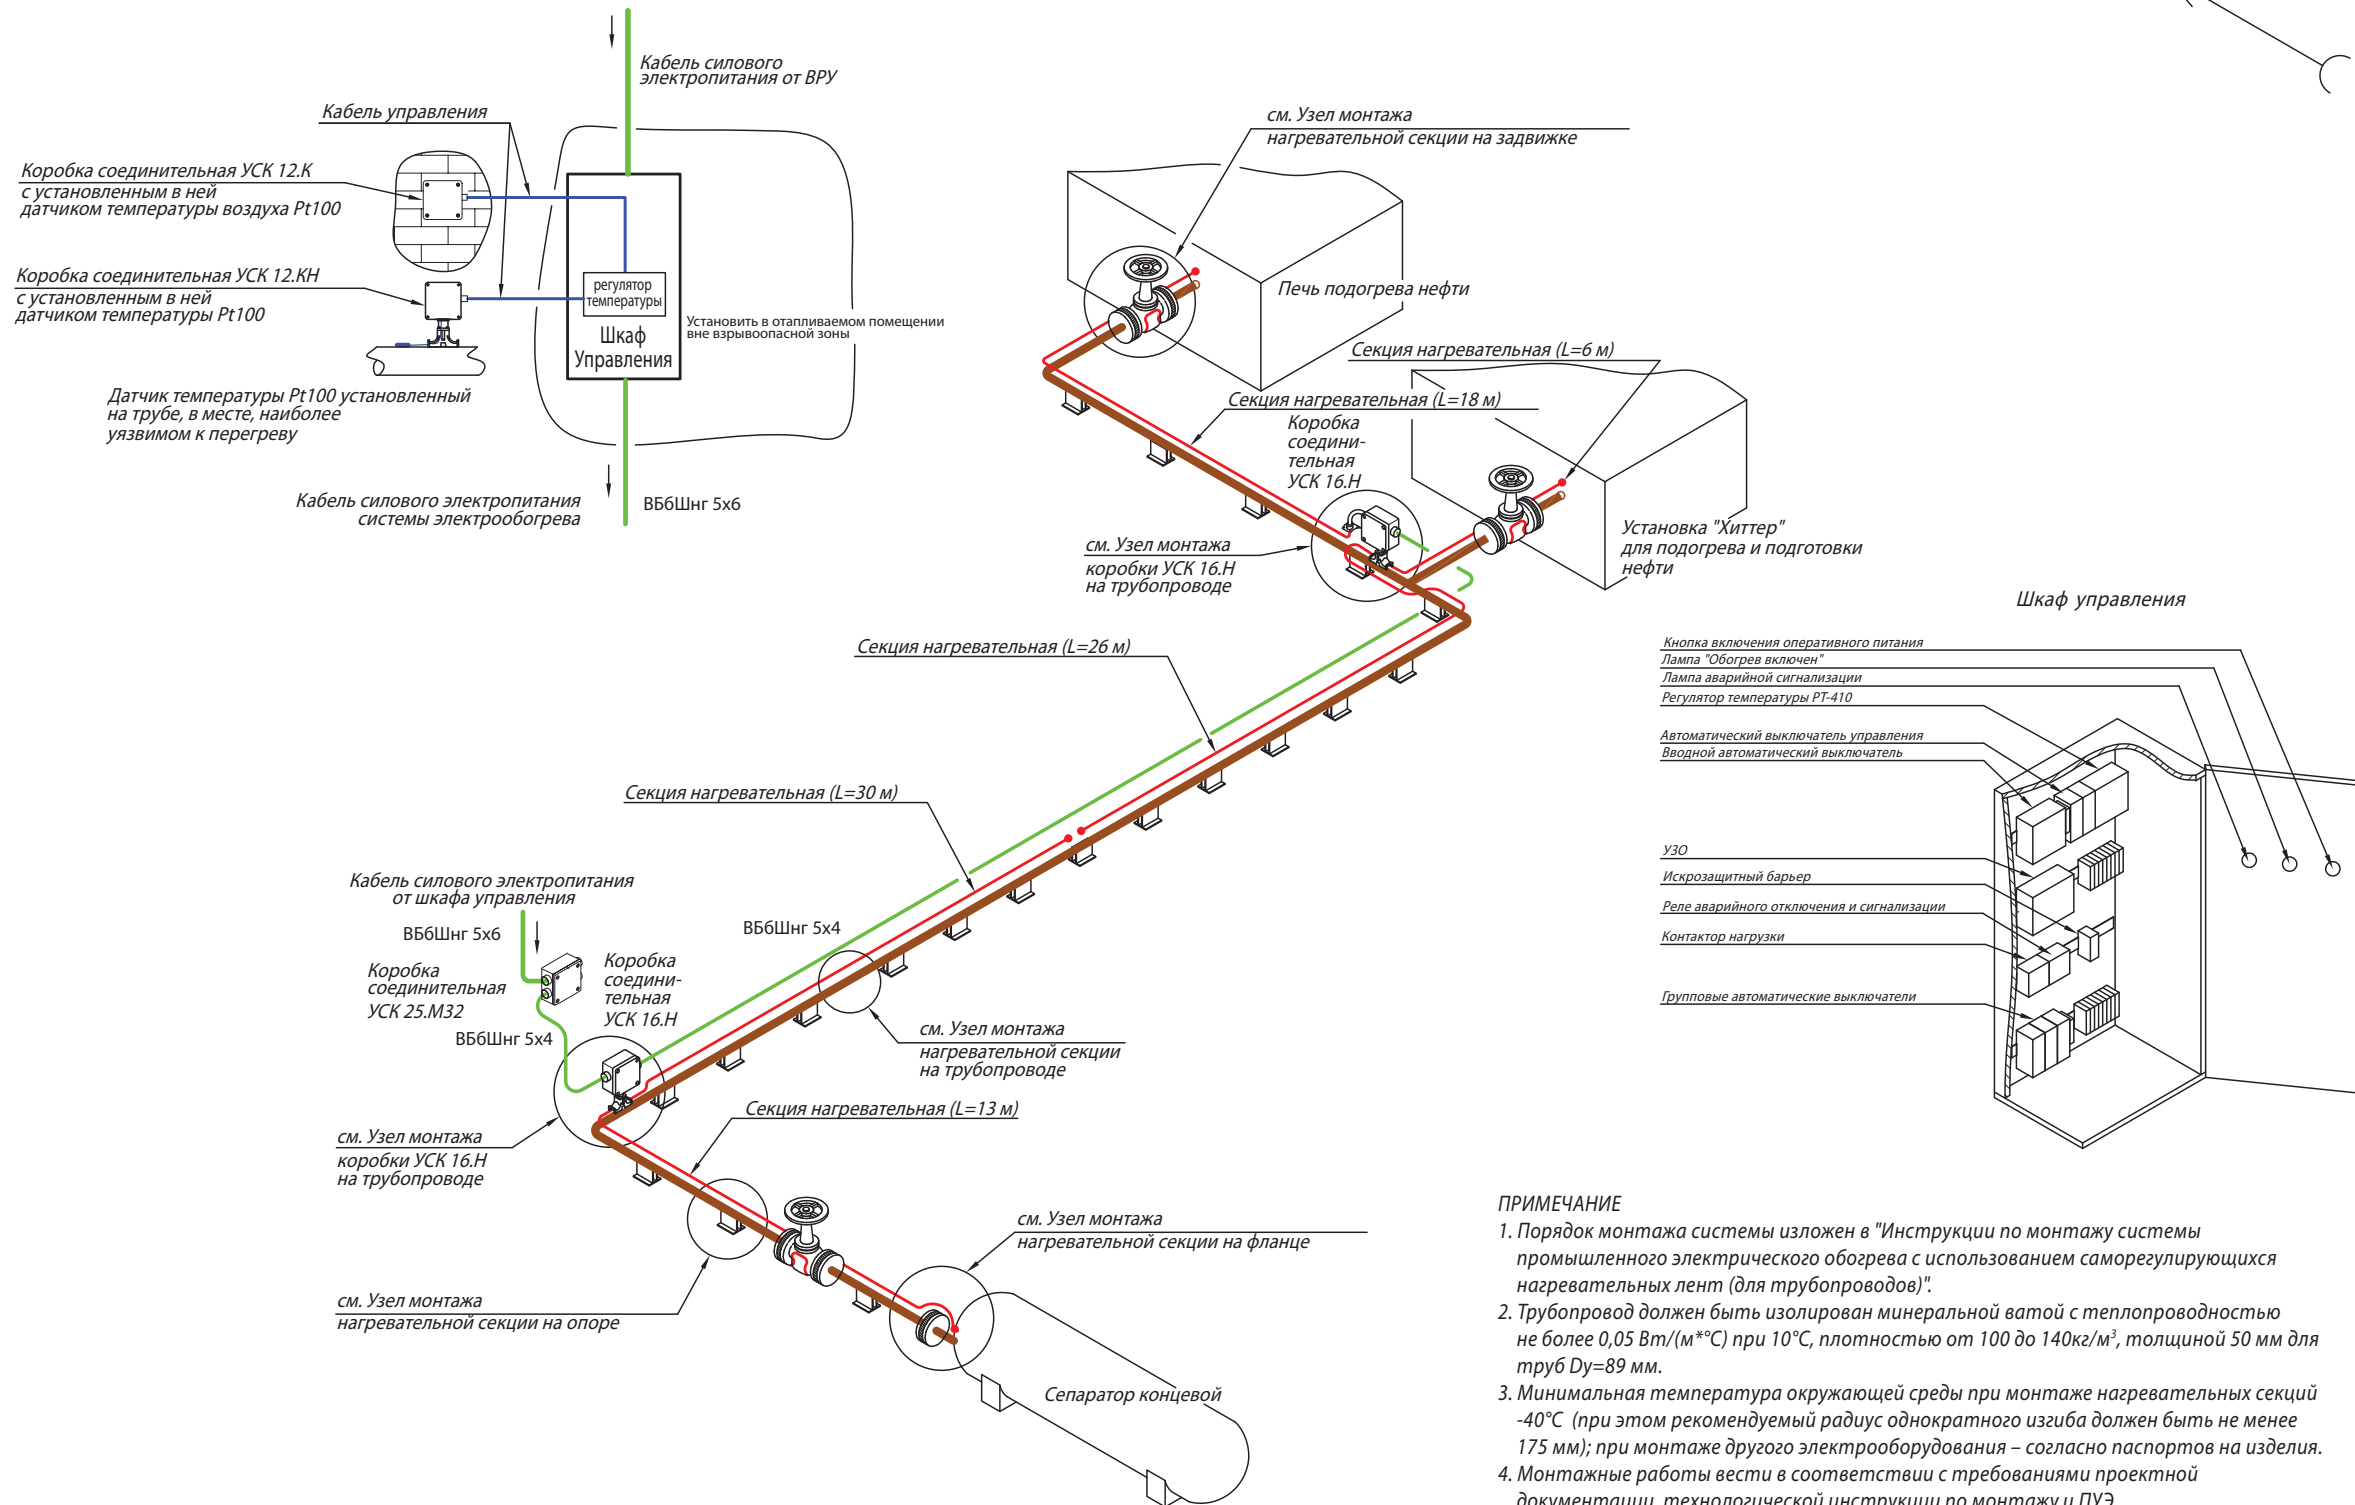 Кабель силового
электропитания от ВРУ
Кабель управления
Коробка соединительная УСК 12.К
с установленным в ней
датчиком температуры воздуха Pt100
Коробка соединительная УСК 12.КН
с установленным в ней
датчиком температуры Pt100
регулятор
температуры
Шкаф
Управления
Установить в отапливаемом помещении
вне взрывоопасной зоны
Датчик температуры Pt100 установленный
на трубе, в месте, наиболее
уязвимом к перегреву
Кабель силового электропитания
системы электрообогрева
ВБбШнг 5х6
см. Узел монтажа
нагревательной секции на задвижке
Печь подогрева нефти
Секция нагревательная (L=6 м)
Секция нагревательная (L=18 м)
Коробка
соедини-
тельная
УСК 16.Н
см. Узел монтажа
коробки УСК 16.Н
на трубопроводе
Установка "Хиттер"
для подогрева и подготовки
нефти
Секция нагревательная (L=26 м)
Секция нагревательная (L=30 м)
Кабель силового электропитания
от шкафа управления
ВБбШнг 5х6
Коробка
соединительная
УСК 25.М32
Коробка
соедини-
тельная
УСК 16.Н
ВБбШнг 5х4
ВБбШнг 5х4
см. Узел монтажа
нагревательной секции
на трубопроводе
Секция нагревательная (L=13 м)
см. Узел монтажа
коробки УСК 16.Н
на трубопроводе
см. Узел монтажа
нагревательной секции на фланце
см. Узел монтажа
нагревательной секции на опоре
Сепаратор концевой
Шкаф управления
Кнопка включения оперативного питания
Лампа "Обогрев включен"
Лампа аварийной сигнализации
Регулятор температуры РТ-410
Автоматический выключатель управления
Вводной автоматический выключатель
УЗО
Искрозащитный барьер
Реле аварийного отключения и сигнализации
Контактор нагрузки
Групповые автоматические выключатели
ПРИМЕЧАНИЕ
1. Порядок монтажа системы изложен в "Инструкции по монтажу системы
промышленного электрического обогрева с использованием саморегулирующихся
нагревательных лент (для трубопроводов)".
2. Трубопровод должен быть изолирован минеральной ватой с теплопроводностью
не более 0,05 Вт/(м*°С) при 10°С, плотностью от 100 до 140кг/м³, толщиной 50 мм для
труб Dy=89 мм.
3. Минимальная температура окружающей среды при монтаже нагревательных секций
-40°С (при этом рекомендуемый радиус однократного изгиба должен быть не менее
175 мм); при монтаже другого электрооборудования – согласно паспортов на изделия.
4. Монтажные работы вести в соответствии с требованиями проектной
документации, технологической инструкции по монтажу и ПУЭ